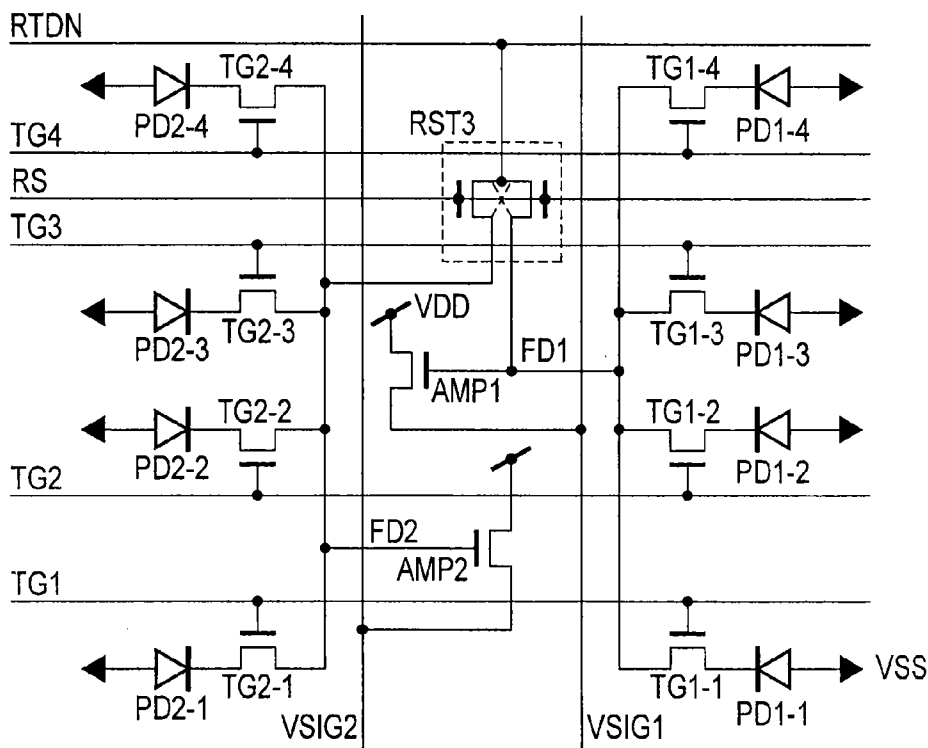 RTDN
TG2-4
TG1-4
PD2-4
RST3
PD1-4
TG4
RS
TG3
VDD
PD2-3
TG2-3
FD1
TG1-3
PD1-3
AMP1
TG2-2
TG1-2
PD2-2
PD1-2
TG2
FD2
AMP2
TG1
VSS
PD2-1
TG2-1
TG1-1
PD1-1
VSIG2
VSIG1